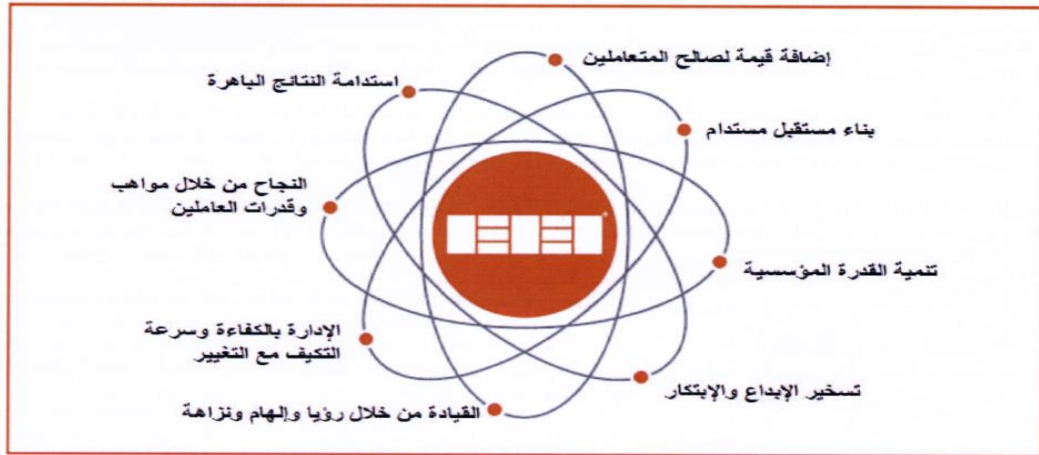 إضافة قيمة لصالح المتعاملين
استدامة النتائج الباهرة
بناء مستقبل مستدام
النجاح من خلال مواهب
وقدرات العاملين
تنمية القدرة المؤسسية
الإدارة بالكفاءة وسرعة
التكيف مع التغيير
تسخير الإبداع والإبتكار
القيادة من خلال رؤيا وإلهام ونزاهة